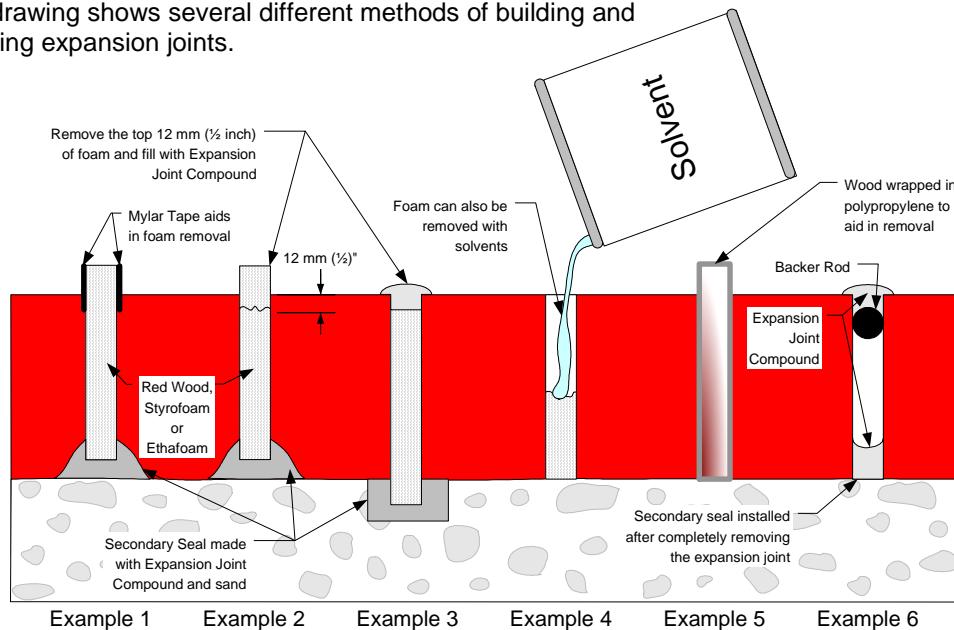 drawing shows several different methods of building and
ing expansion joints.
Solvent
Remove the top 12 mm (½ inch)
of foam and fill with Expansion
Joint Compound
Mylar Tape aids
in foam removal
12 mm (½)"
Foam can also be
removed with
solvents
Wood wrapped in
polypropylene to
aid in removal
Backer Rod
Expansion
Joint
Compound
Red Wood,
Styrofoam
or
Ethafoam
Secondary Seal made
with Expansion Joint
Compound and sand
Secondary seal installed
after completely removing
the expansion joint
Example 1 Example 2 Example 3 Example 4 Example 5 Example 6